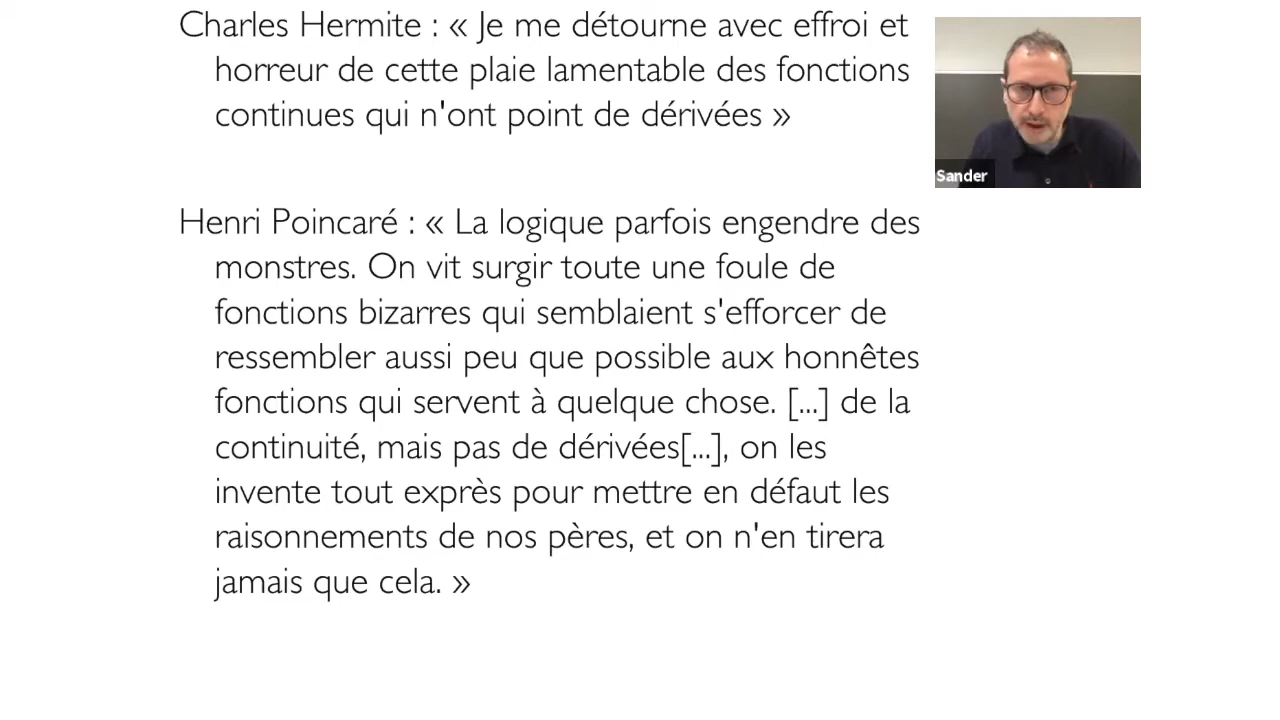 Charles Hermite : « Je me détourne avec effroi et
horreur de cette plaie lamentable des fonctions
continues qui n'ont point de dérivées »
Sander
Henri Poincaré : « La logique parfois engendre des
monstres. On vit surgir toute une foule de
fonctions bizarres qui semblaient s'efforcer de
ressembler aussi peu que possible aux honnêtes
fonctions qui servent à quelque chose. [...] de la
continuité, mais pas de dérivées[...], on les
invente tout exprès pour mettre en défaut les
raisonnements de nos pères, et on n'en tirera
jamais que cela. »